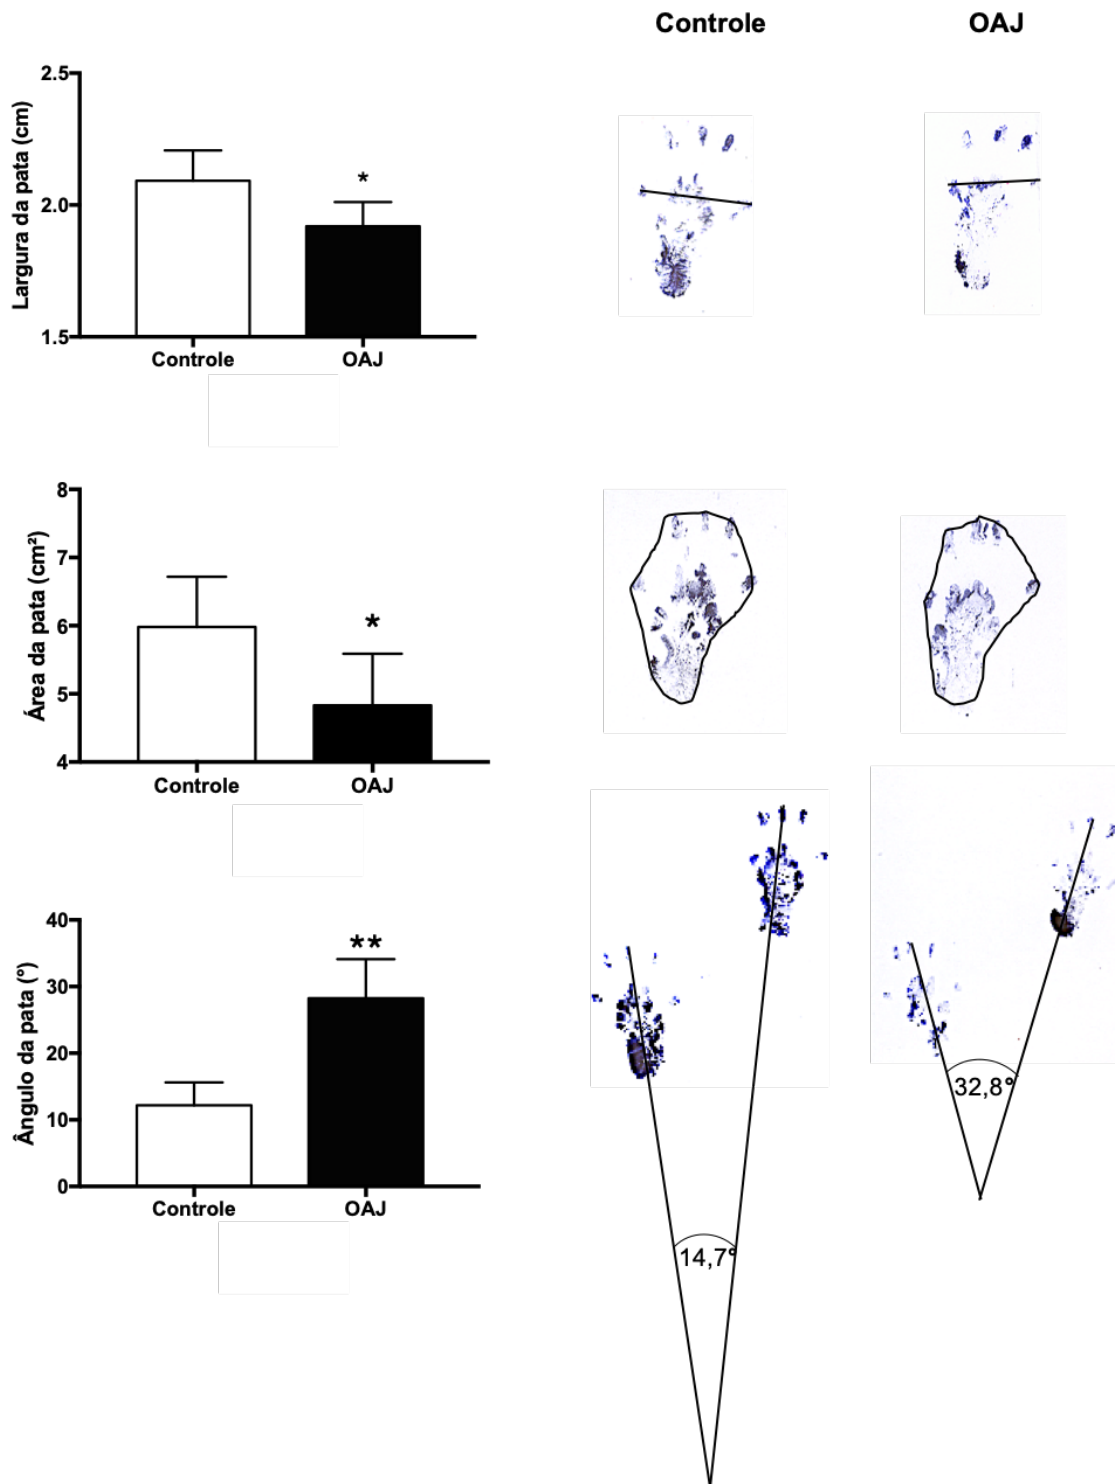 Controle OAJ
Largura da pata (cm)
2.5
2.0
1.5
*
Controle OAJ
Área da pata (cm²)
8
7
6
5
4
*
Controle OAJ
Ângulo da pata (°)
40
30
20
10
0
**
Controle OAJ
32,8°
14,7°